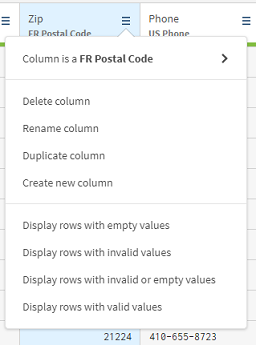 Zip
FR Postal Code
Phone
US Phone
Column is a FR Postal Code
Delete column
Rename column
Duplicate column
Create new column
Display rows with empty values
Display rows with invalid values
Display rows with invalid or empty values
Display rows with valid values
21224 410-655-8723